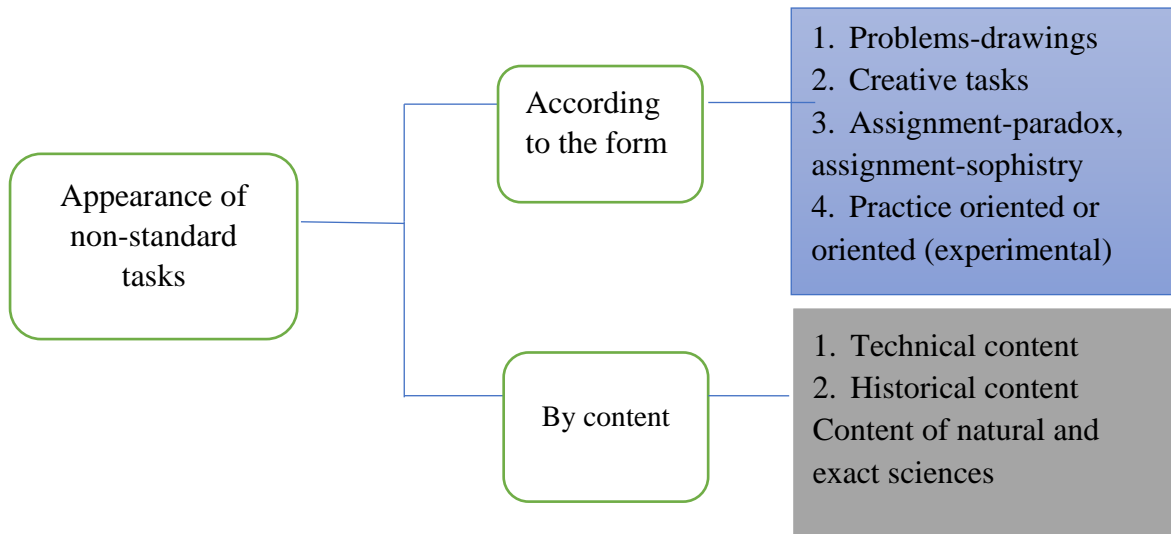 Appearance of
non-standard
tasks
According
to the form
1. Problems-drawings
2. Creative tasks
3. Assignment-paradox,
assignment-sophistry
4. Practice oriented or
oriented (experimental)
By content
1. Technical content
2. Historical content
Content of natural and
exact sciences